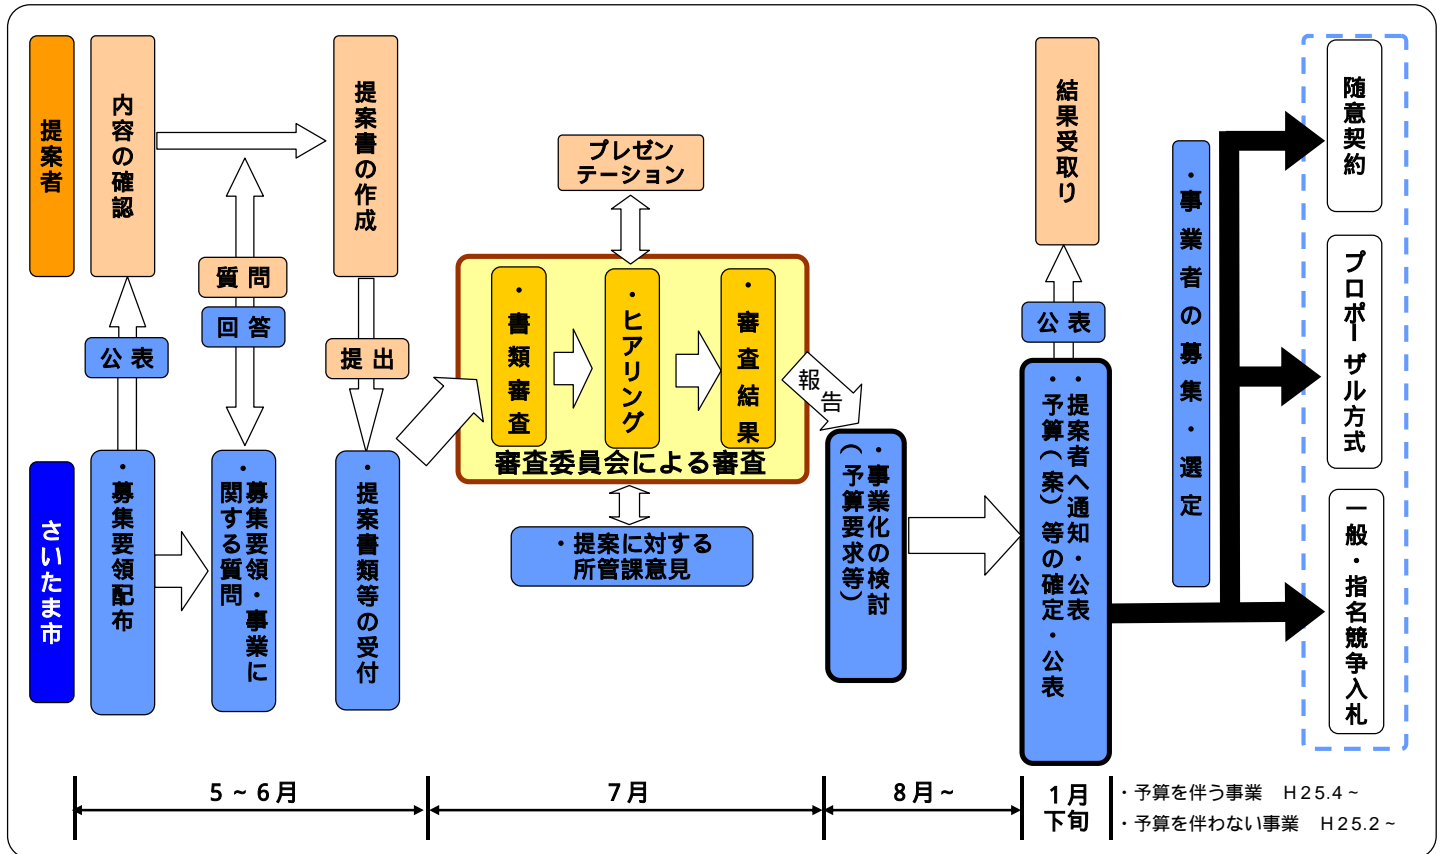 提案者
内容の確認
提案書の作成
プレゼン
テーション
結果受取り
質問
回答
公表
提出
公表
・書類審査
・ヒアリング
・審査結果
審査委員会による審査
報告
・提案に対する
所管課意見
さいたま市
・募集要領配布
・募集要領・事業に
関する質問
・提案書類等の受付
・事業化の検討
(予算要求等)
・提案者へ通知・公表
・予算(案)等の確定・公表
・事業者の募集・選定
随意契約
プロポーザル方式
一般・指名競争入札
5~6月
7月
8月~
1月
下旬
・予算を伴う事業 H25.4~
・予算を伴わない事業 H25.2~